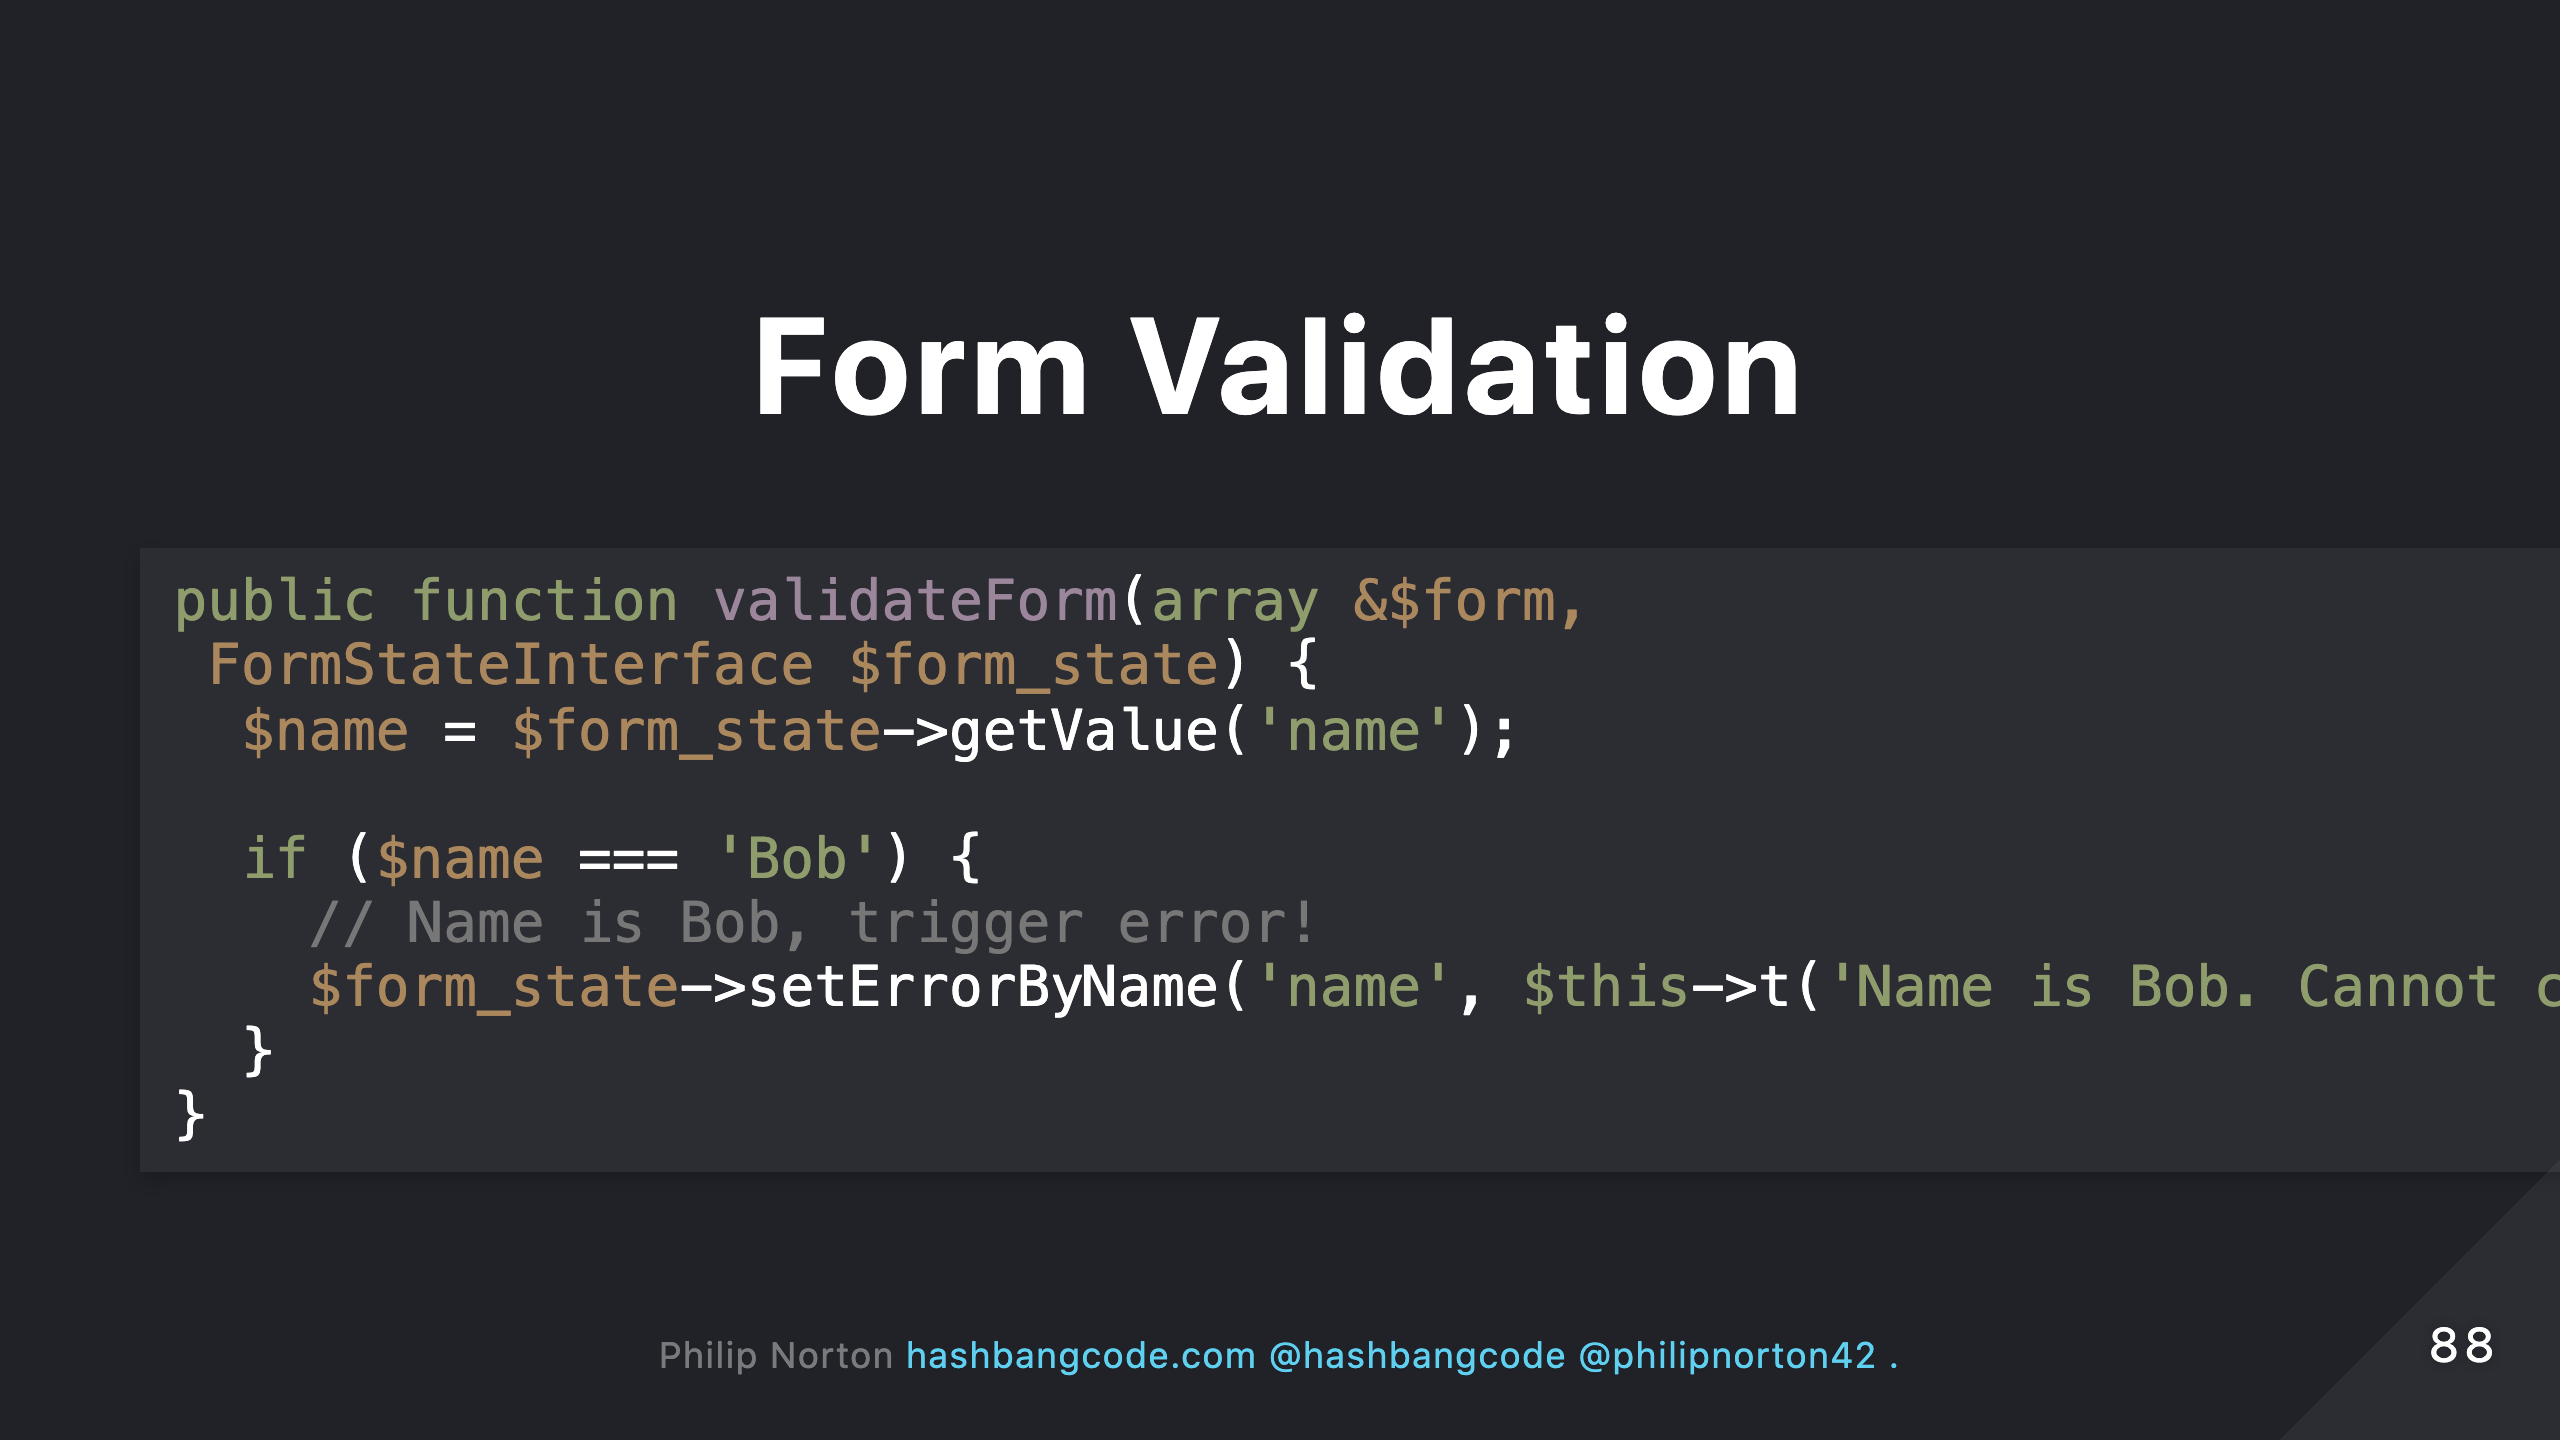 Form Validation
public function validateForm(array &$form,
 FormStateInterface $form_state) {
  $name = $form_state->getValue('name');

  if ($name === 'Bob') {
    // Name is Bob, trigger error!
    $form_state->setErrorByName('name', $this->t('Name is Bob. Cannot
  }
}
Philip Norton hashbangcode.com @hashbangcode @philipnorton42 .
88